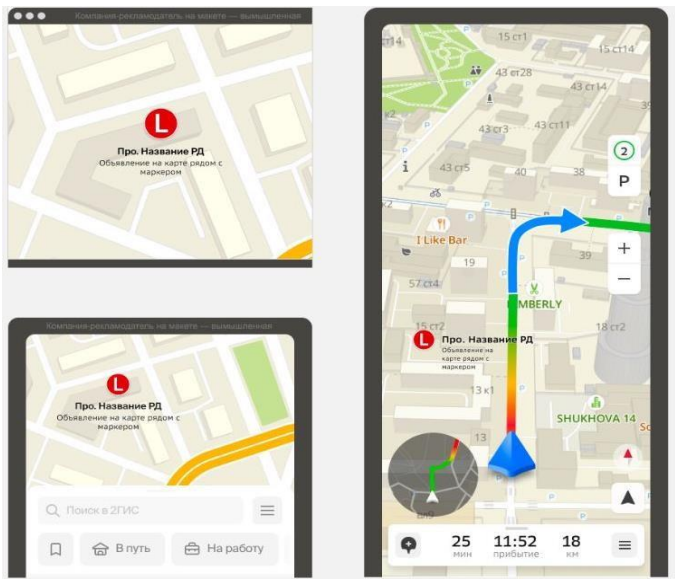 Компания-рекламодатель на макете — вымышленная
L
Про. Название РД
Объявление на карте рядом с
маркером
Компания-рекламодатель на макете — вымышленная
L
Про. Название РД
Объявление на карте рядом с
маркером
Поиск в 2ГИС
В путь
На работу
15 ст1
15 ст14
43 ст28
43 ст14
43 ст3
43 ст11
2
P
43 ст5
40
38
I Like Bar
19
39
57 ст4
15 ст2
18 ст2
L
Про. Название РД
Объявление на
карте рядом с
маркером
13 к1
SHUKHOVA 14
13
25
11:52
18
мин
прибытие
км